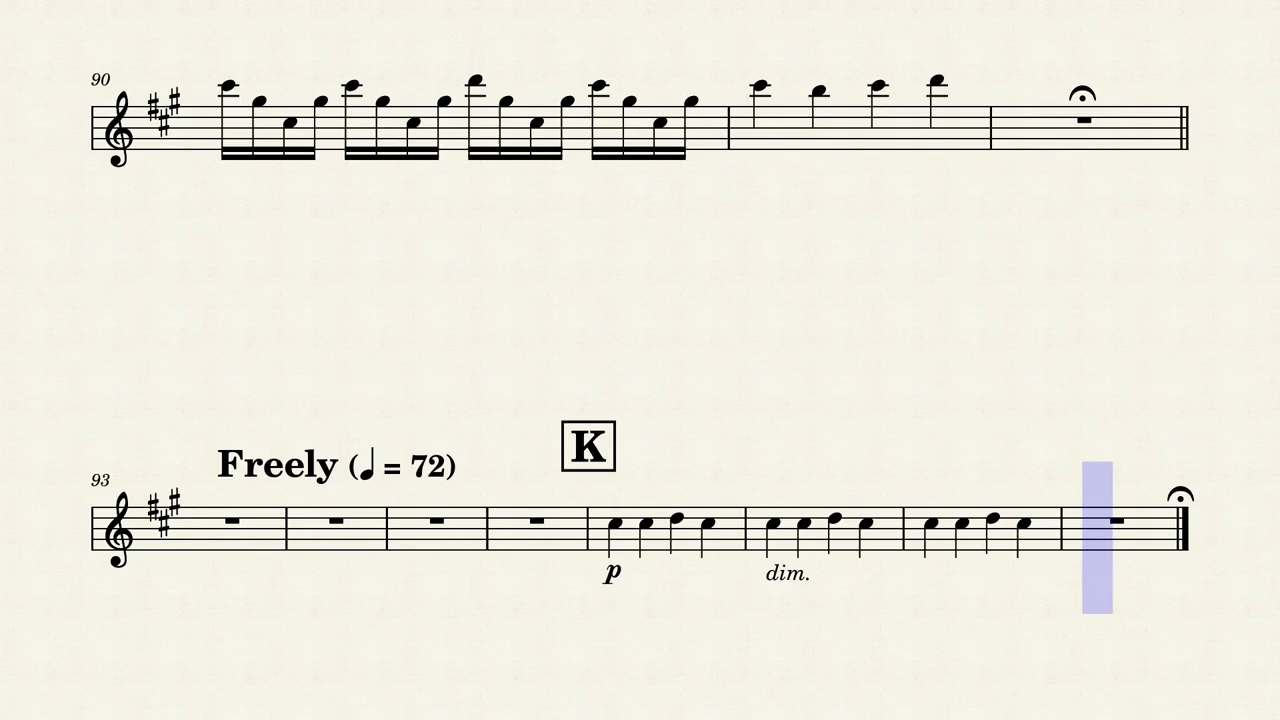 90
Freely (♩ = 72)
K
93
p
dim.